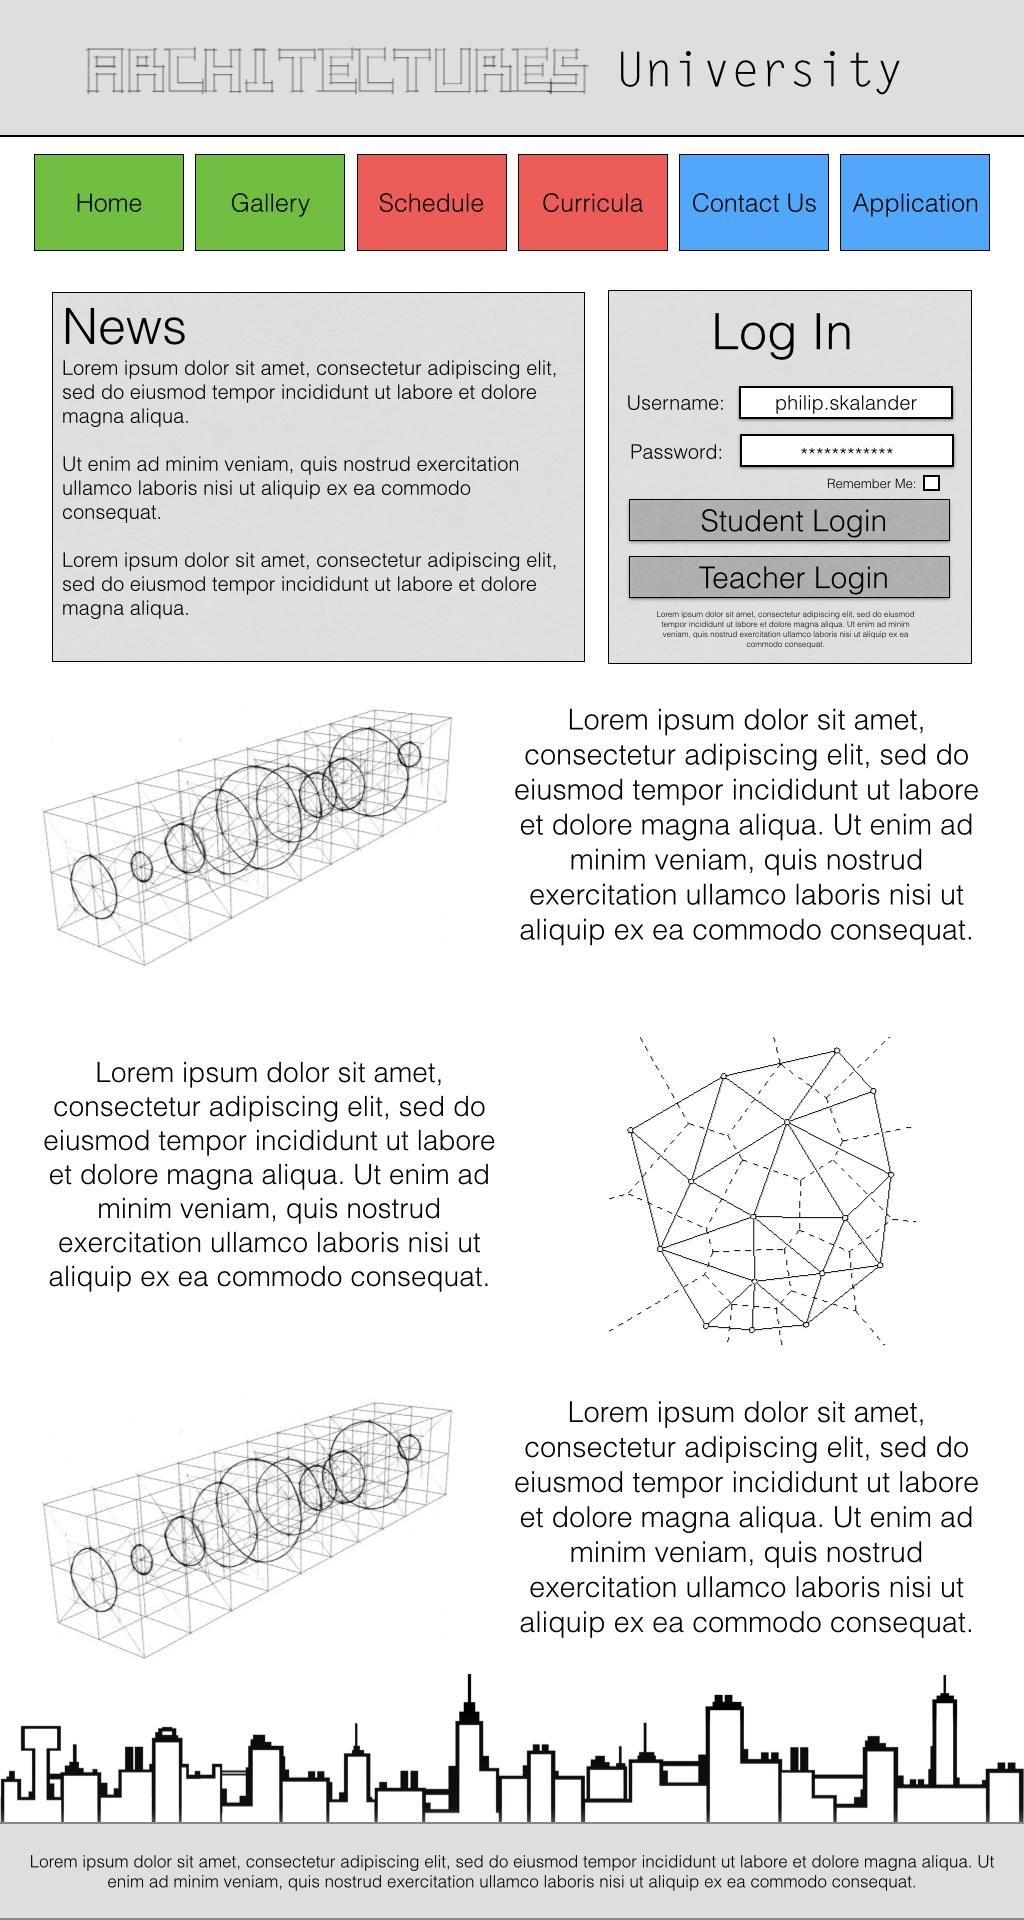 ARCHITECTURES University
Home Gallery Schedule Curricula Contact Us Application
News
Lorem ipsum dolor sit amet, consectetur adipiscing elit,
sed do eiusmod tempor incididunt ut labore et dolore
magna aliqua.
Ut enim ad minim veniam, quis nostrud exercitation
ullamco laboris nisi ut aliquip ex ea commodo
consequat.
Lorem ipsum dolor sit amet, consectetur adipiscing elit,
sed do eiusmod tempor incididunt ut labore et dolore
magna aliqua.
Log In
Username: philip.skalander
Password: ************
Remember Me:
Student Login
Teacher Login
Lorem ipsum dolor sit amet, consectetur adipiscing elit, sed do eiusmod
tempor incididunt ut labore et dolore magna aliqua. Ut enim ad minim
veniam, quis nostrud exercitation ullamco laboris nisi ut aliquip ex ea
commodo consequat.
Lorem ipsum dolor sit amet,
consectetur adipiscing elit, sed do
eiusmod tempor incididunt ut labore
et dolore magna aliqua. Ut enim ad
minim veniam, quis nostrud
exercitation ullamco laboris nisi ut
aliquip ex ea commodo consequat.
Lorem ipsum dolor sit amet,
consectetur adipiscing elit, sed do
eiusmod tempor incididunt ut labore
et dolore magna aliqua. Ut enim ad
minim veniam, quis nostrud
exercitation ullamco laboris nisi ut
aliquip ex ea commodo consequat.
Lorem ipsum dolor sit amet,
consectetur adipiscing elit, sed do
eiusmod tempor incididunt ut labore
et dolore magna aliqua. Ut enim ad
minim veniam, quis nostrud
exercitation ullamco laboris nisi ut
aliquip ex ea commodo consequat.
Lorem ipsum dolor sit amet, consectetur adipiscing elit, sed do eiusmod tempor incididunt ut labore et dolore magna aliqua. Ut
enim ad minim veniam, quis nostrud exercitation ullamco laboris nisi ut aliquip ex ea commodo consequat.